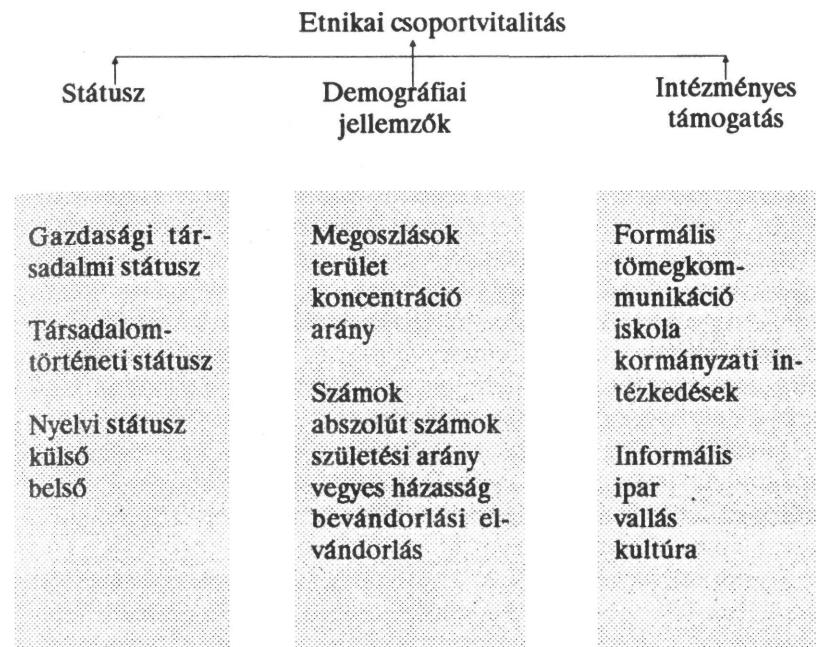 Etnikai csoportvitalitás
Státusz
Demográfiai
jellemzők
Intézményes
támogatás
Gazdasági tár-
sadalmi státusz
Társadalom-
történeti státusz
Nyelvi státusz
külső
belső
Megoszlások
terület
koncentráció
arány
Számok
abszolút számok
születési arány
vegyes házasság
bevándorlási el-
vándorlás
Formális
tömegkom-
munikáció
iskola
kormányzati in-
tézkedések
Informális
ipar
vallás
kultúra